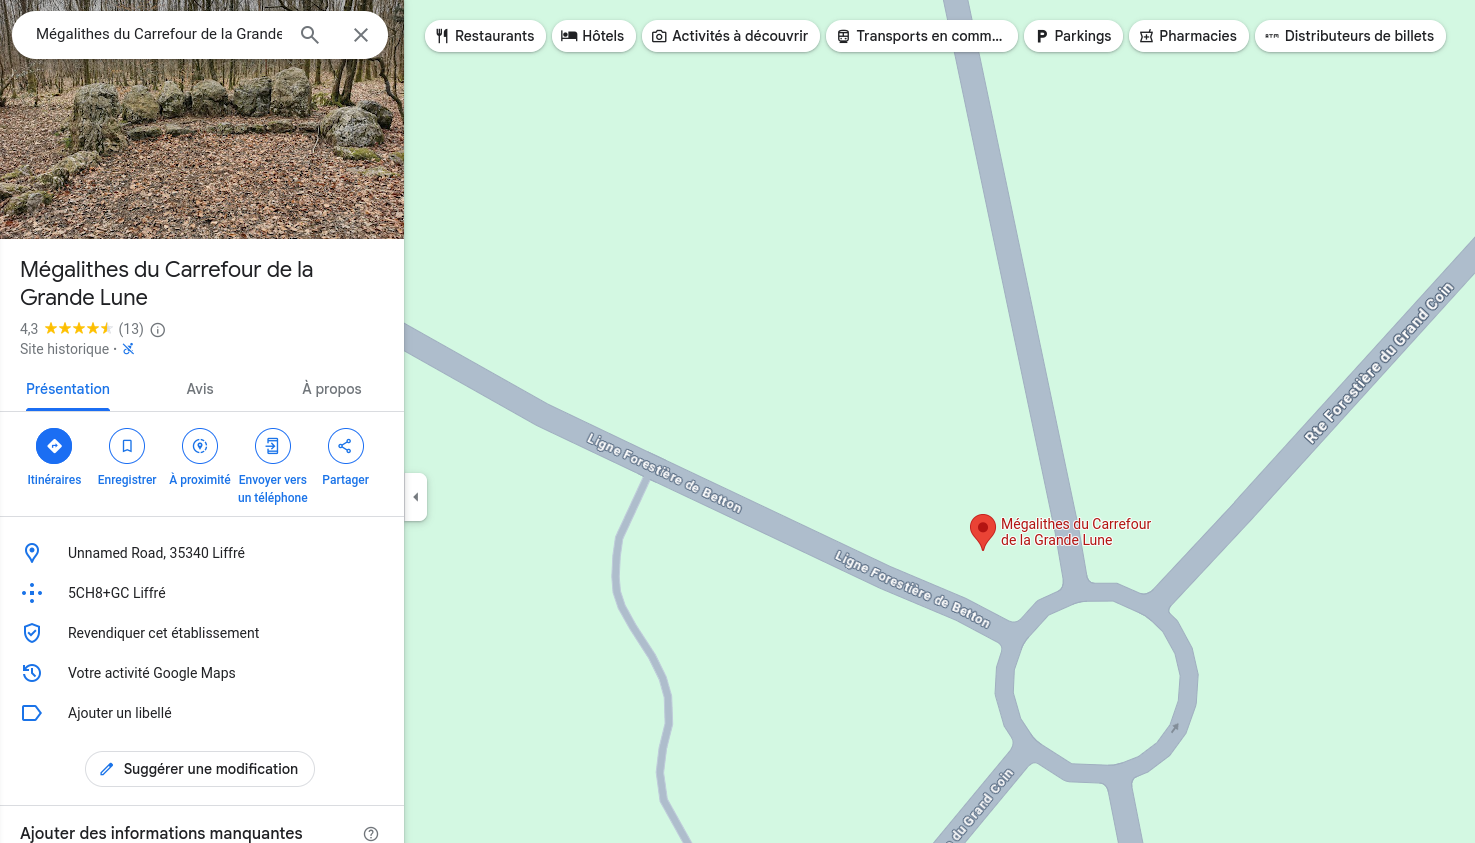 Mégalithes du Carrefour de la Grande
Restaurants
Hôtels
Activités à découvrir
Transports en comm...
Parkings
Pharmacies
ATM
Distributeurs de billets
Mégalithes du Carrefour de la
Grande Lune
4,3 (13)
Site historique ·
Présentation
Avis
À propos
Itinéraires
Enregistrer
À proximité
Envoyer vers
un téléphone
Partager
Unnamed Road, 35340 Liffré
5CH8+GC Liffré
Revendiquer cet établissement
Votre activité Google Maps
Ajouter un libellé
Suggérer une modification
Ajouter des informations manquantes
Rte Forestière du Grand Coin
Ligne Forestière de Betton
Mégalithes du Carrefour
de la Grande Lune
Ligne Forestière de Betton
du Grand Coin